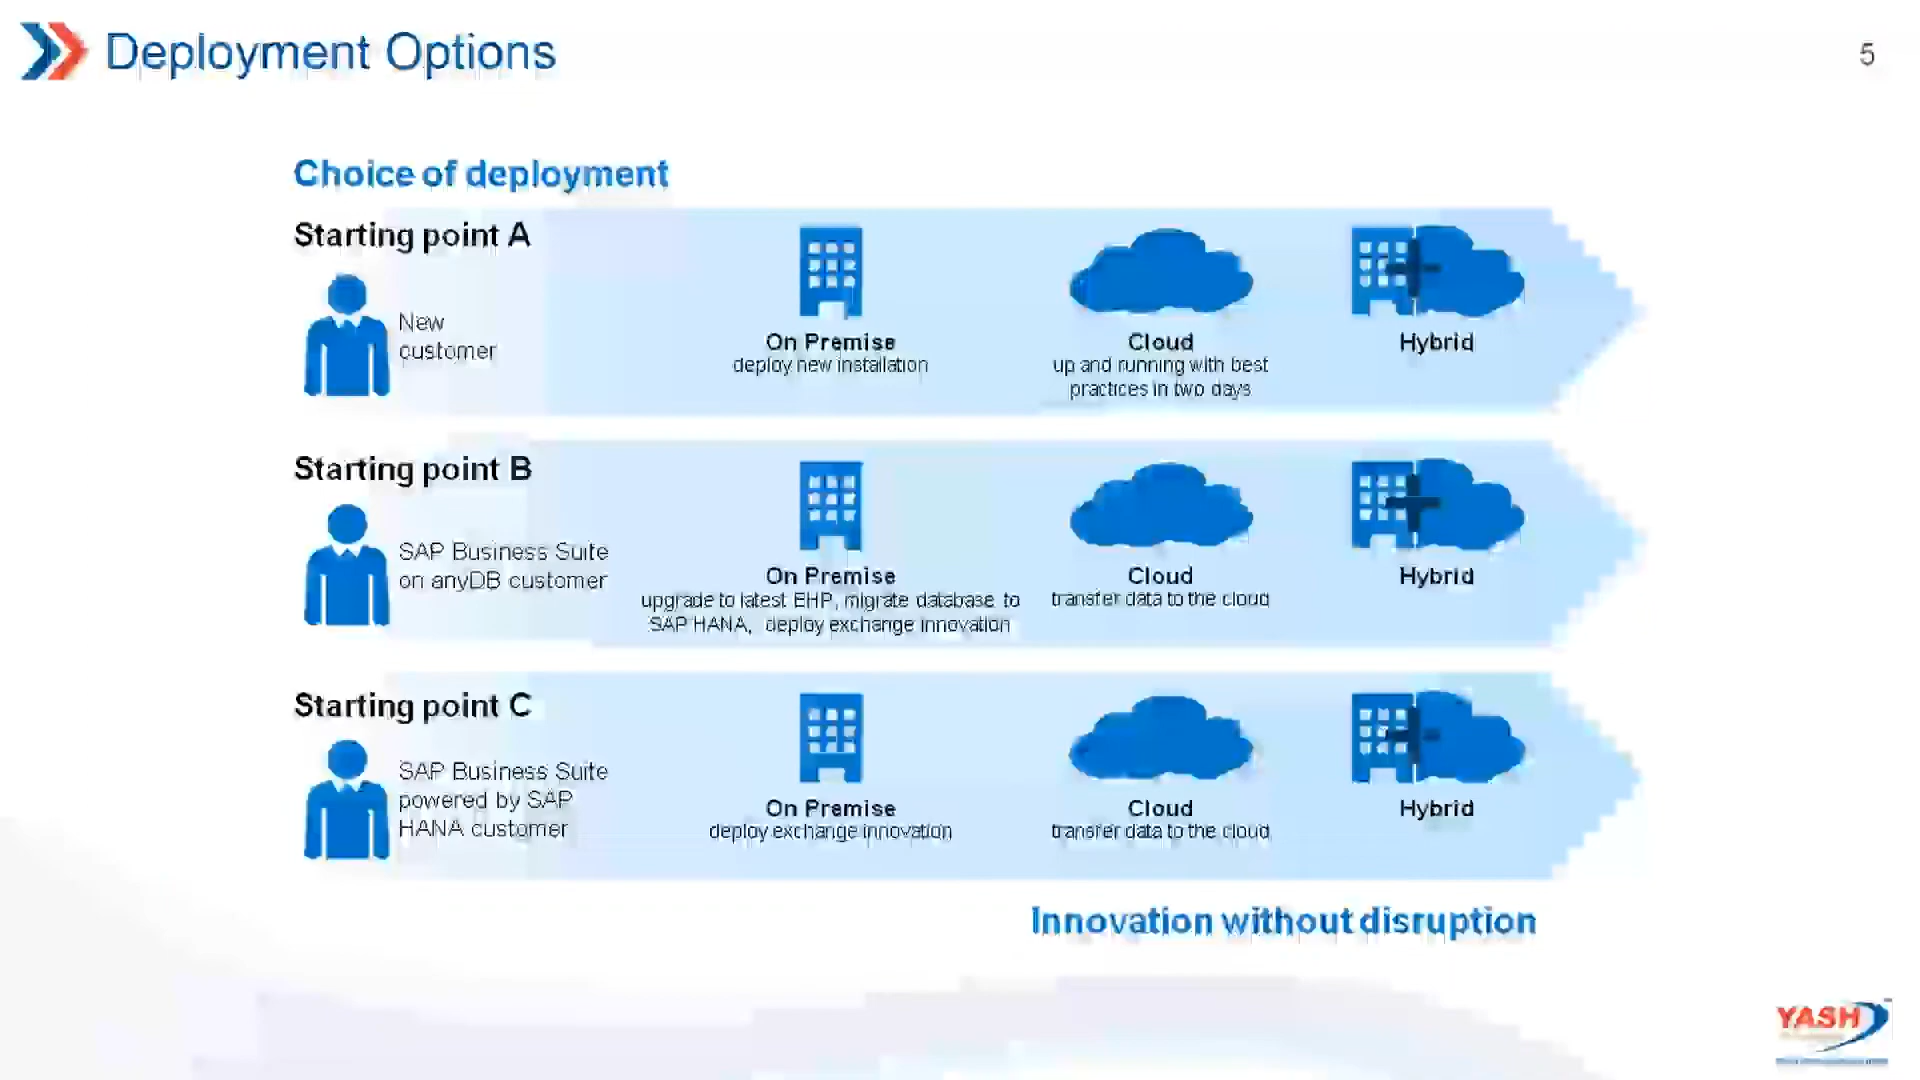 Deployment Options
5
Choice of deployment
Starting point A
New
customer
On Premise
deploy new installation
Cloud
up and running with best
practices in two days
Hybrid
Starting point B
SAP Business Suite
on anyDB customer
On Premise
upgrade to latest EHP, migrate database to
SAP HANA, deploy exchange innovation
Cloud
transfer data to the cloud
Hybrid
Starting point C
SAP Business Suite
powered by SAP
HANA customer
On Premise
deploy exchange innovation
Cloud
transfer data to the cloud
Hybrid
Innovation without disruption
YASH